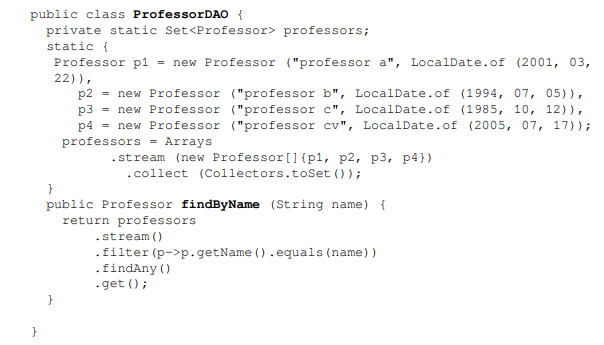 public class ProfessorDAO {
private static Set<Professor> professors;
static {
Professor p1 = new Professor ("professor a", LocalDate.of (2001, 03,
22)),
p2 = new Professor ("professor b", LocalDate.of (1994, 07, 05)),
p3 = new Professor ("professor c", LocalDate.of (1985, 10, 12)),
p4 = new Professor ("professor cv", LocalDate.of (2005, 07, 17));
professors = Arrays
.stream (new Professor[]{p1, p2, p3, p4})
.collect (Collectors.toSet());
}
public Professor findByName (String name) {
return professors
.stream()
.filter(p->p.getName().equals(name))
.findAny()
.get();
}
}